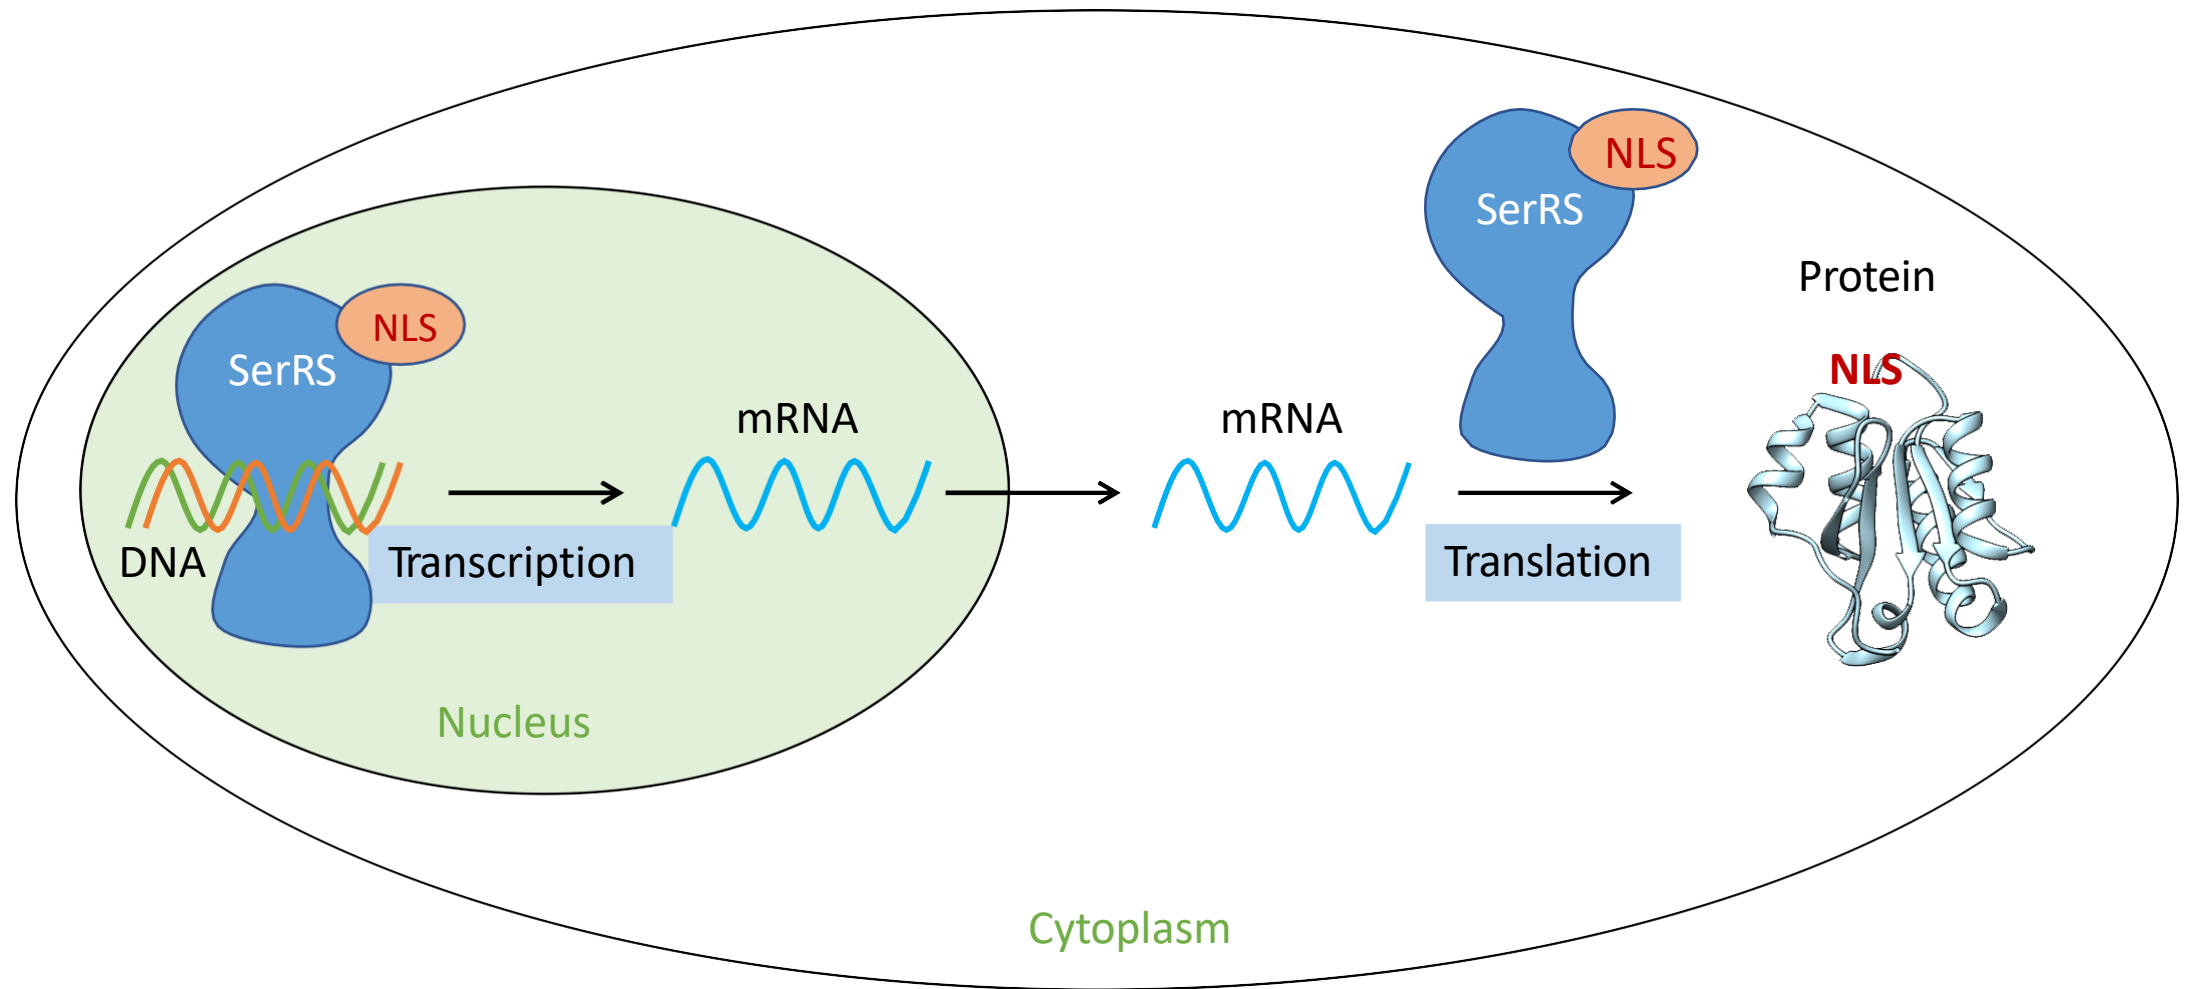 NLS
SerRS
Protein
NLS
SerRS
NLS
mRNA
mRNA
DNA
Transcription
Translation
Nucleus
Cytoplasm